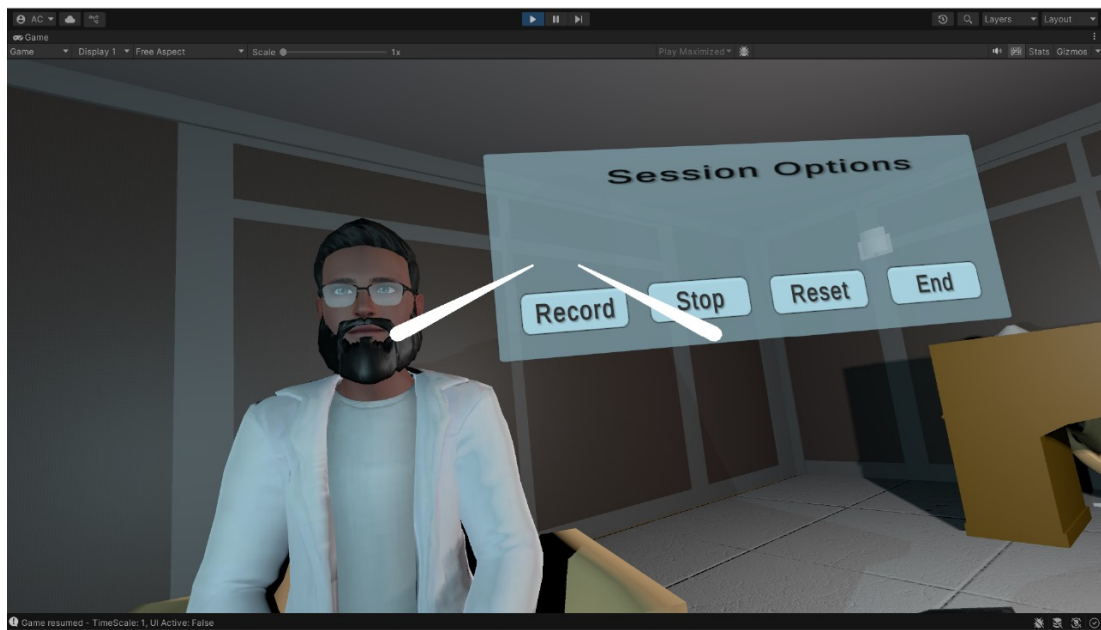 AC Layers Layout
Game
Game Display 1 Free Aspect Scale 1x Play Maximized Stats Gizmos
Session Options
Record Stop Reset End
Game resumed - TimeScale: 1, UI Active: False